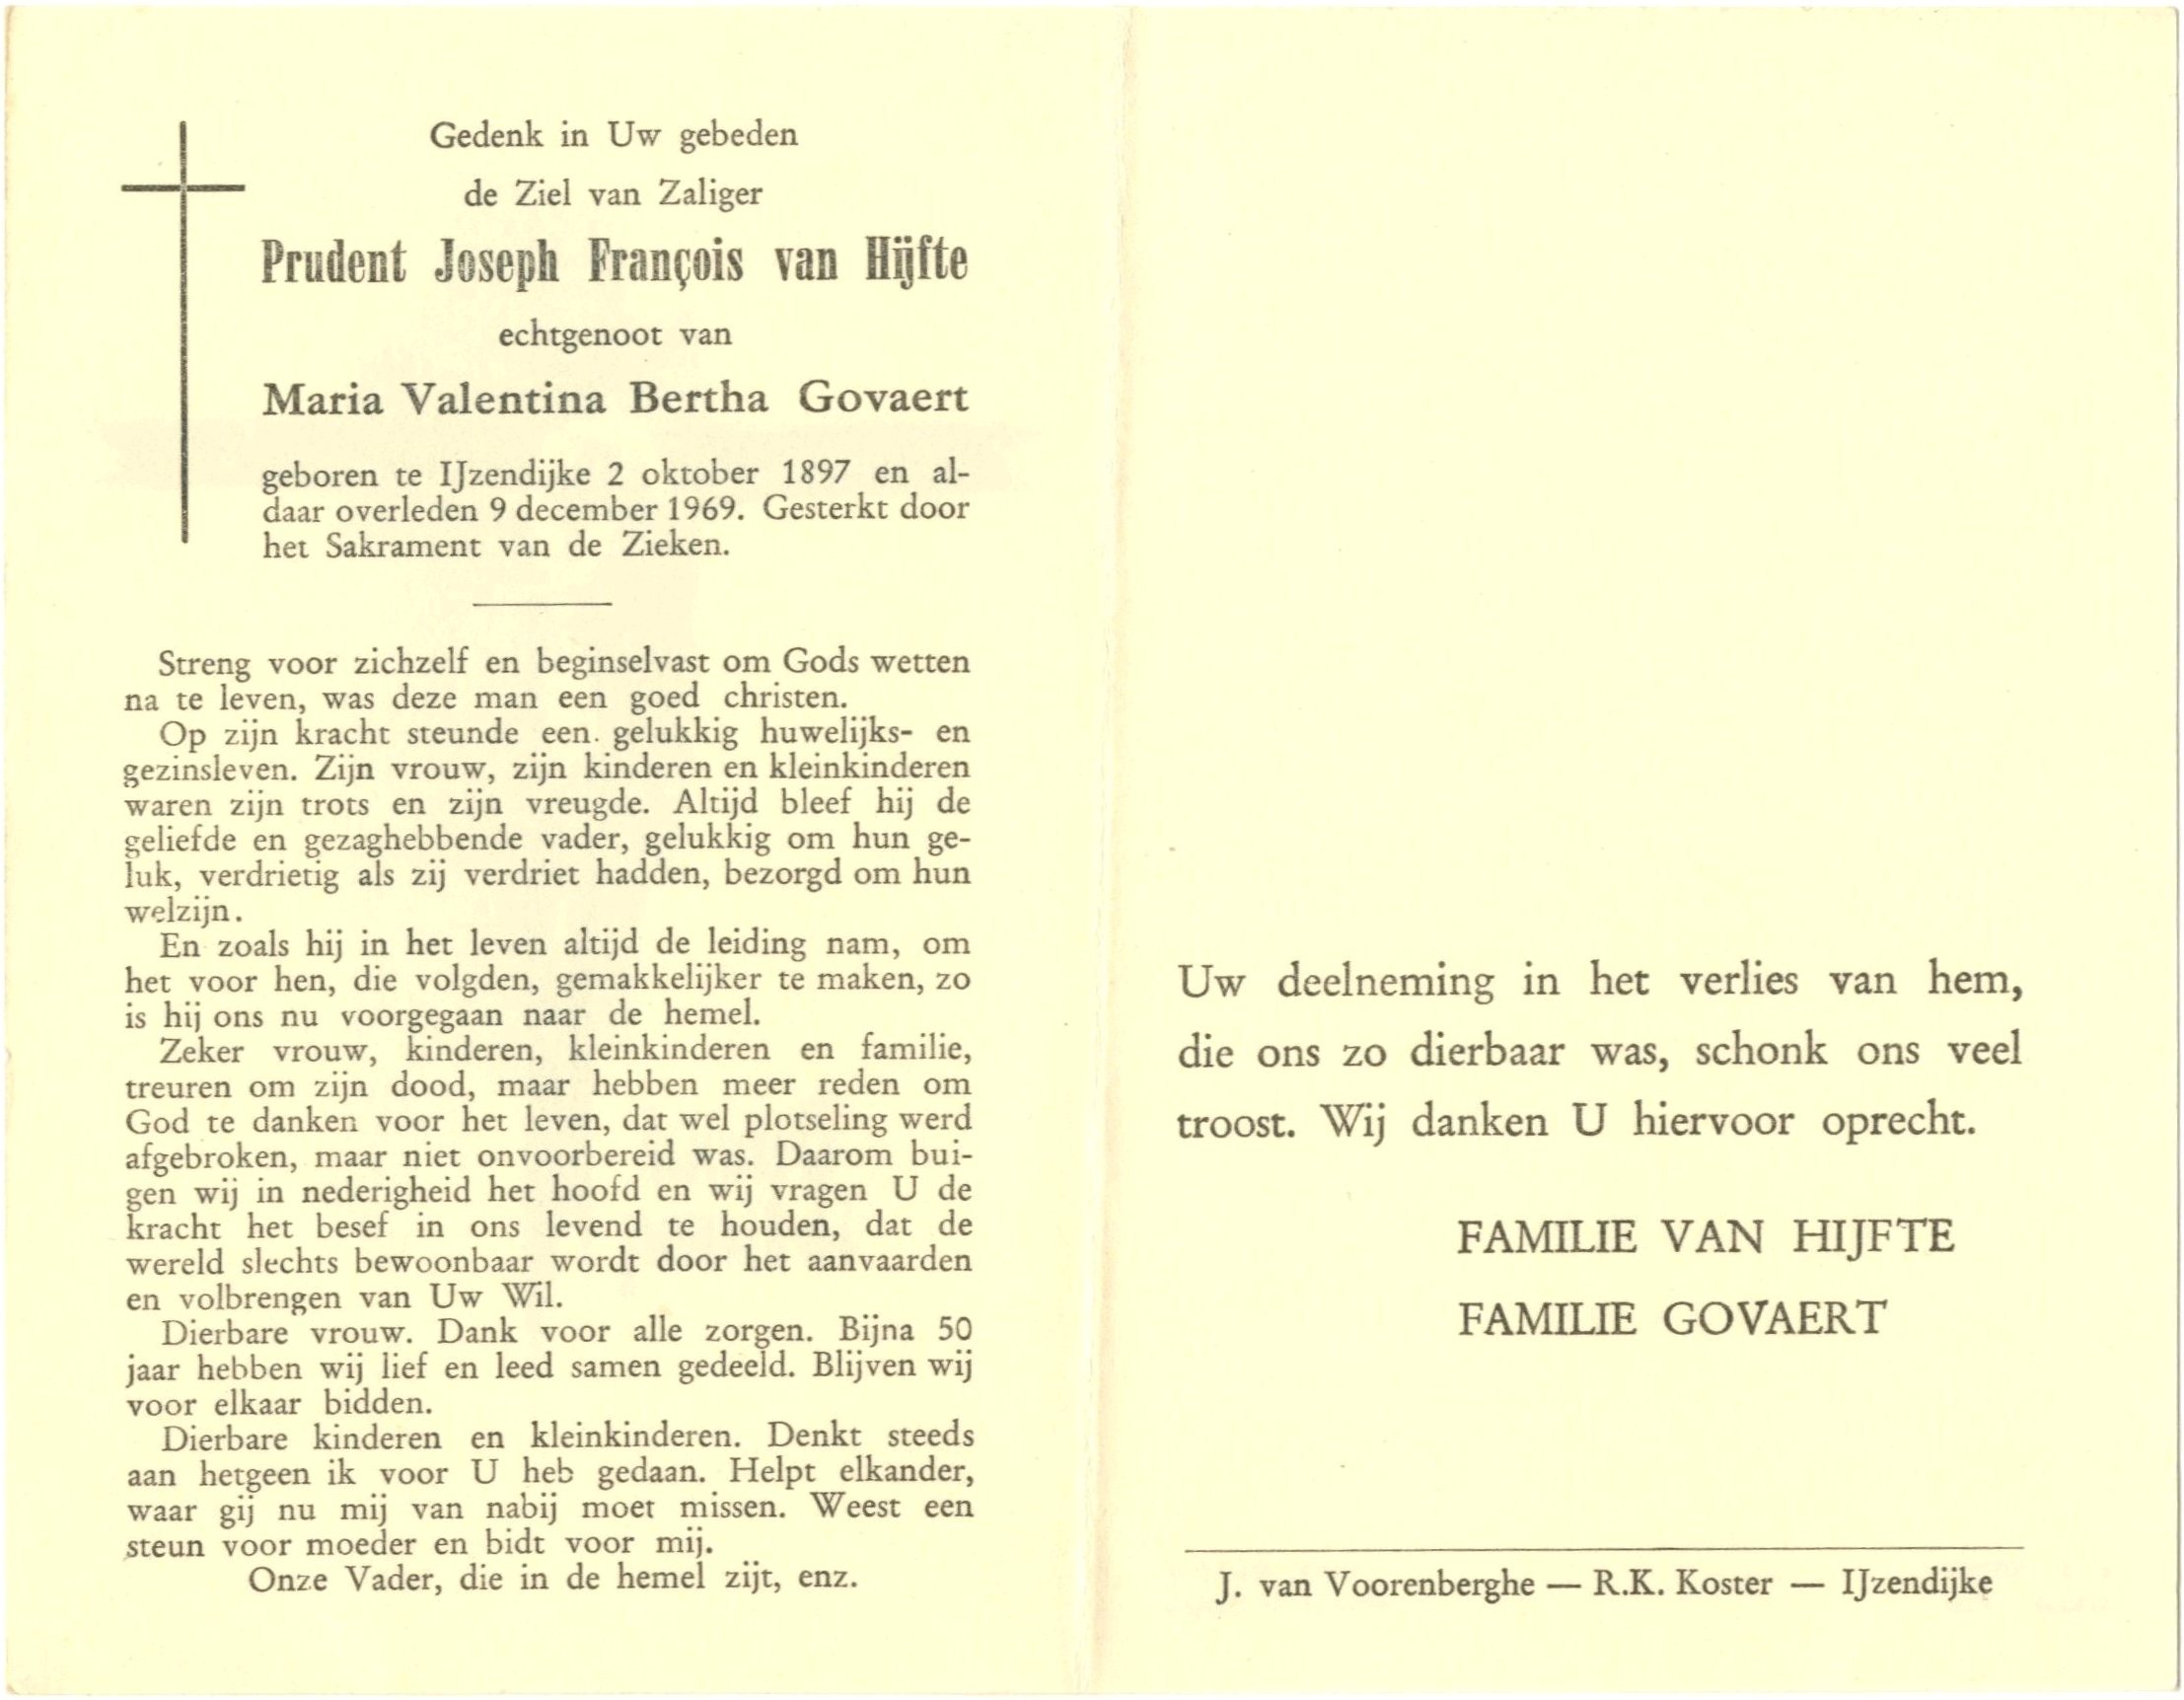 Gedenk in Uw gebeden
de Ziel van Zaliger
Prudent Joseph François van Hijfte
echtgenoot van
Maria Valentina Bertha Govaert
geboren te IJzendijke 2 oktober 1897 en al-
daar overleden 9 december 1969. Gesterkt door
het Sakrament van de Zieken.
Streng voor zichzelf en beginselvast om Gods wetten
na te leven, was deze man een goed christen.
Op zijn kracht steunde een gelukkig huwelijks- en
gezinsleven. Zijn vrouw, zijn kinderen en kleinkinderen
waren zijn trots en zijn vreugde. Altijd bleef hij de
geliefde en gezaghebbende vader, gelukkig om hun ge-
luk, verdrietig als zij verdriet hadden, bezorgd om hun
welzijn.
En zoals hij in het leven altijd de leiding nam, om
het voor hen, die volgden, gemakkelijker te maken, zo
is hij ons nu voorgegaan naar de hemel.
Zeker vrouw, kinderen, kleinkinderen en familie,
treuren om zijn dood, maar hebben meer reden om
God te danken voor het leven, dat wel plotseling werd
afgebroken, maar niet onvoorbereid was. Daarom bui-
gen wij in nederigheid het hoofd en wij vragen U de
kracht het besef in ons levend te houden, dat de
wereld slechts bewoonbaar wordt door het aanvaarden
en volbrengen van Uw Wil.
Dierbare vrouw. Dank voor alle zorgen. Bijna 50
jaar hebben wij lief en leed samen gedeeld. Blijven wij
voor elkaar bidden.
Dierbare kinderen en kleinkinderen. Denkt steeds
aan hetgeen ik voor U heb gedaan. Helpt elkander,
waar gij nu mij van nabij moet missen. Weest een
steun voor moeder en bidt voor mij.
Onze Vader, die in de hemel zijt, enz.
Uw deelneming in het verlies van hem,
die ons zo dierbaar was, schonk ons veel
troost. Wij danken U hiervoor oprecht.
FAMILIE VAN HIJFTE
FAMILIE GOVAERT
J. van Voorenberghe — R.K. Koster — IJzendijke